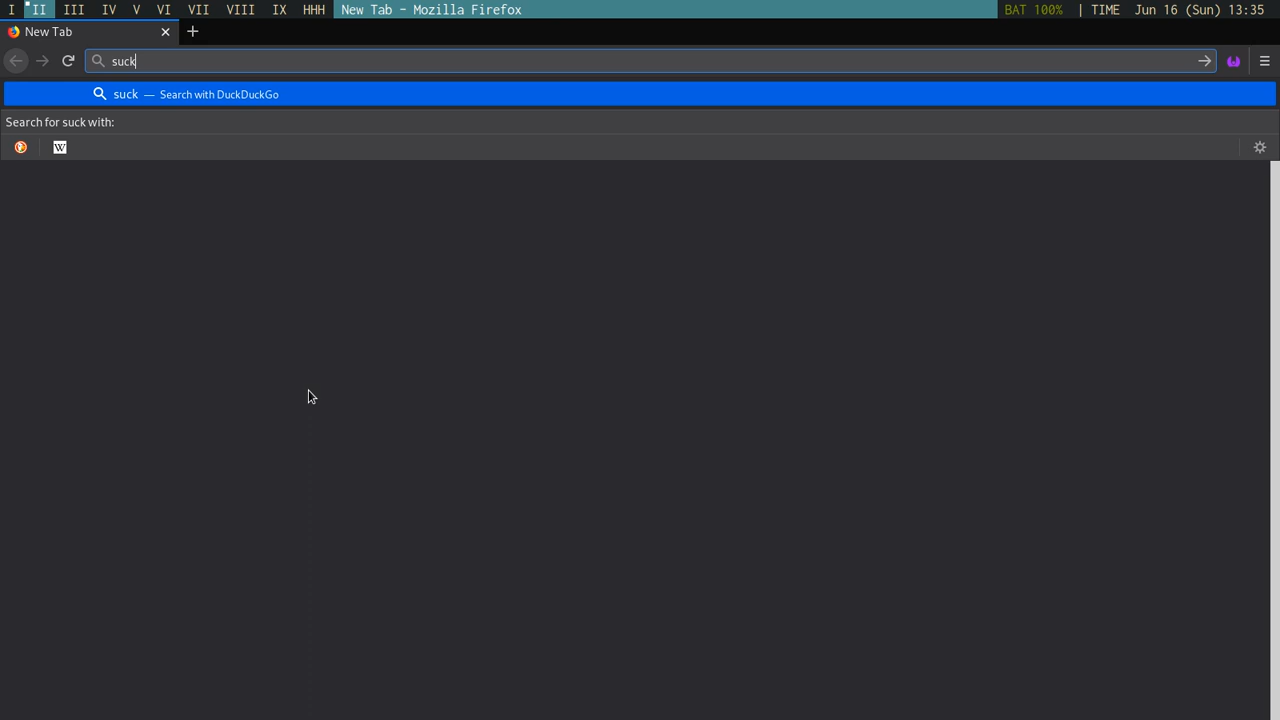 I II III IV V VI VII VIII IX HHH New Tab - Mozilla Firefox BAT 100% | TIME Jun 16 (Sun) 13:35
New Tab
suck
suck — Search with DuckDuckGo
Search for suck with:
W